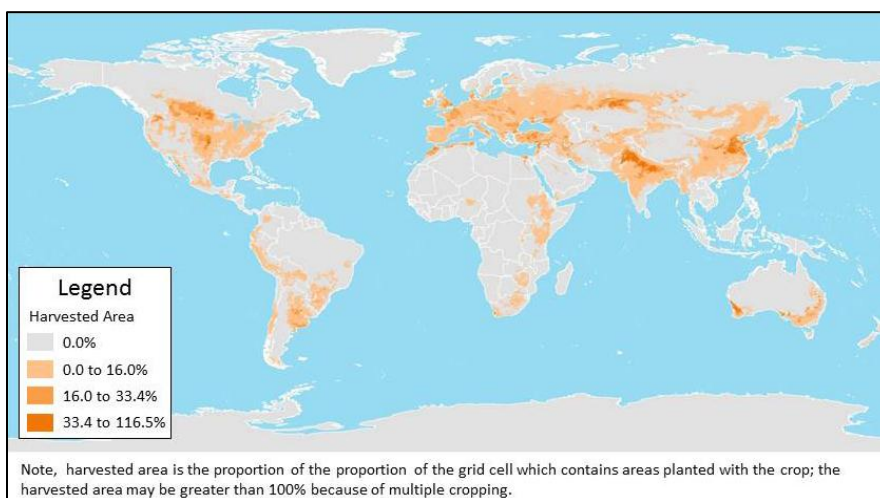 Legend
Harvested Area
0.0%
0.0 to 16.0%
16.0 to 33.4%
33.4 to 116.5%
Note, harvested area is the proportion of the proportion of the grid cell which contains areas planted with the crop; the
harvested area may be greater than 100% because of multiple cropping.